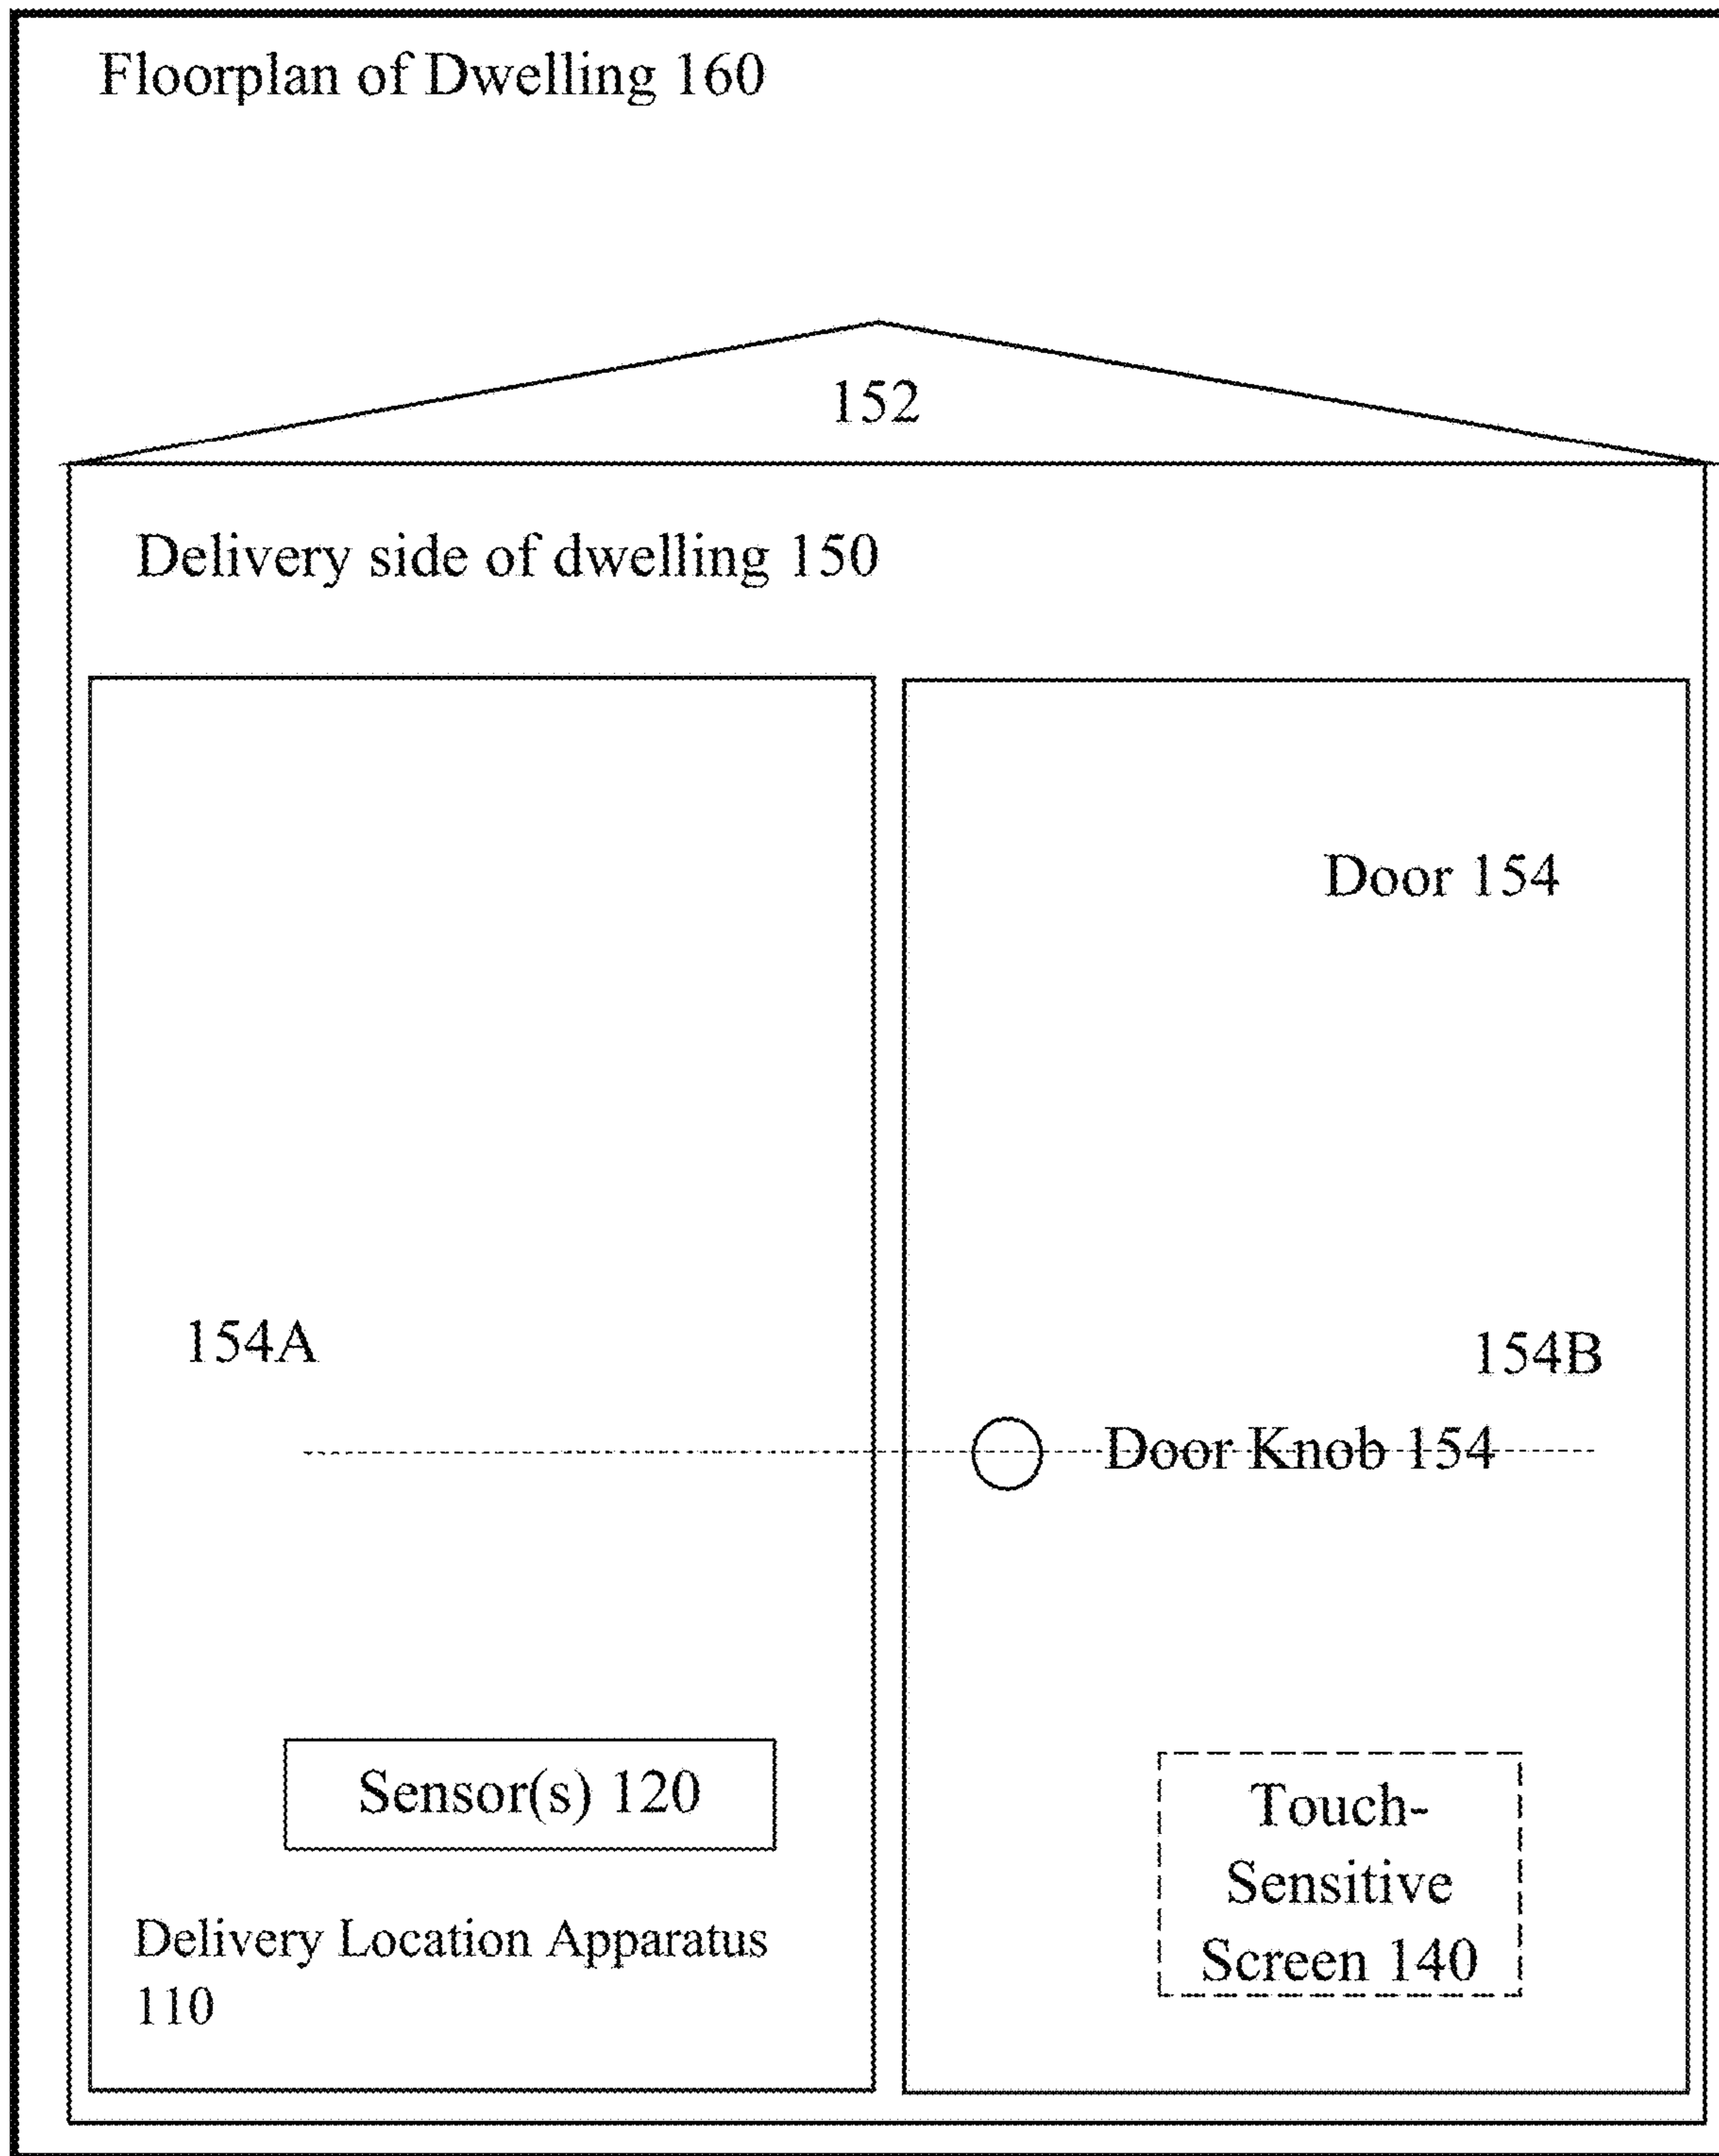 Floorplan of Dwelling 160
152
Delivery side of dwelling 150
Door 154
154A
154B
Door Knob 154
Sensor(s) 120
Touch-
Sensitive
Screen 140
Delivery Location Apparatus
110